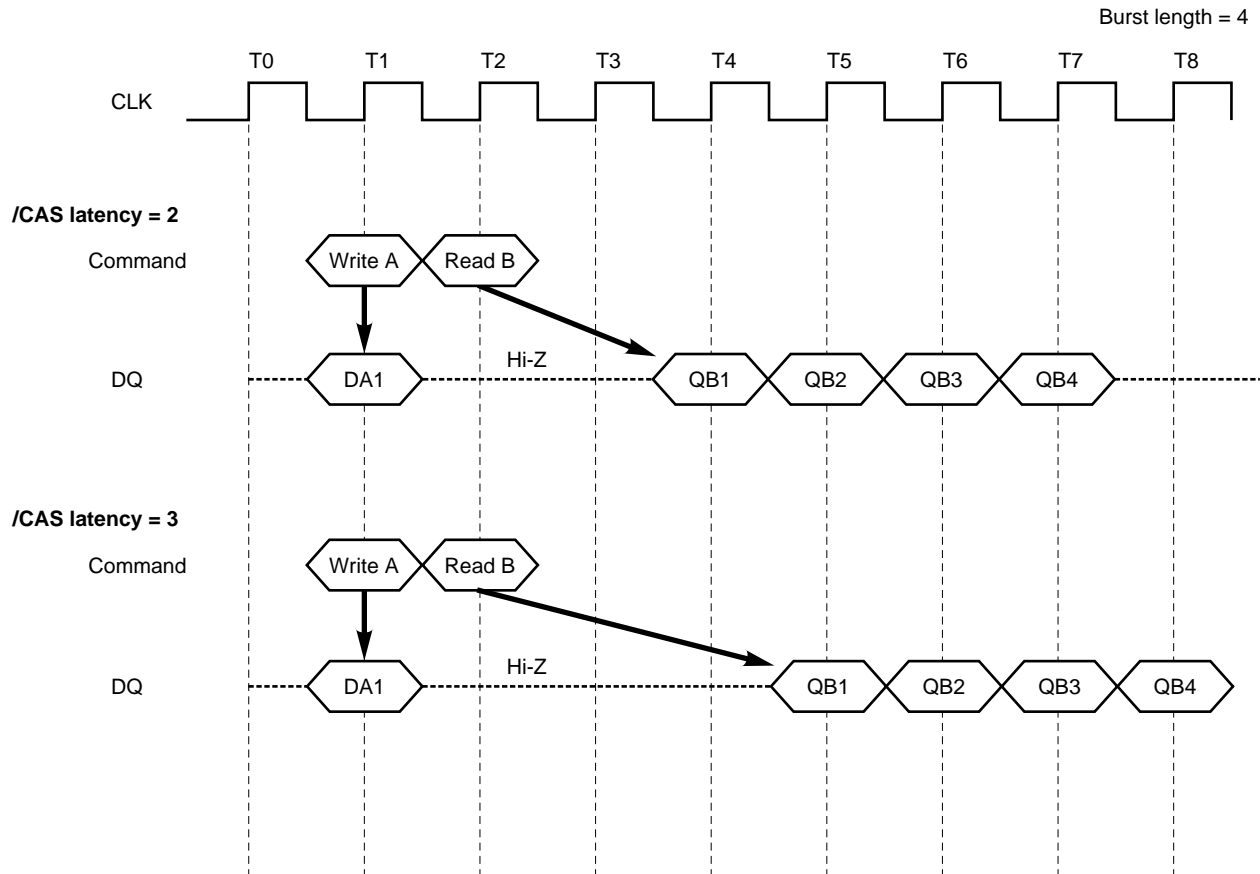 Burst length = 4
T0 T1 T2 T3 T4 T5 T6 T7 T8
CLK
/CAS latency = 2
Command Write A Read B
Hi-Z
DQ DA1 QB1 QB2 QB3 QB4
/CAS latency = 3
Command Write A Read B
Hi-Z
DQ DA1 QB1 QB2 QB3 QB4